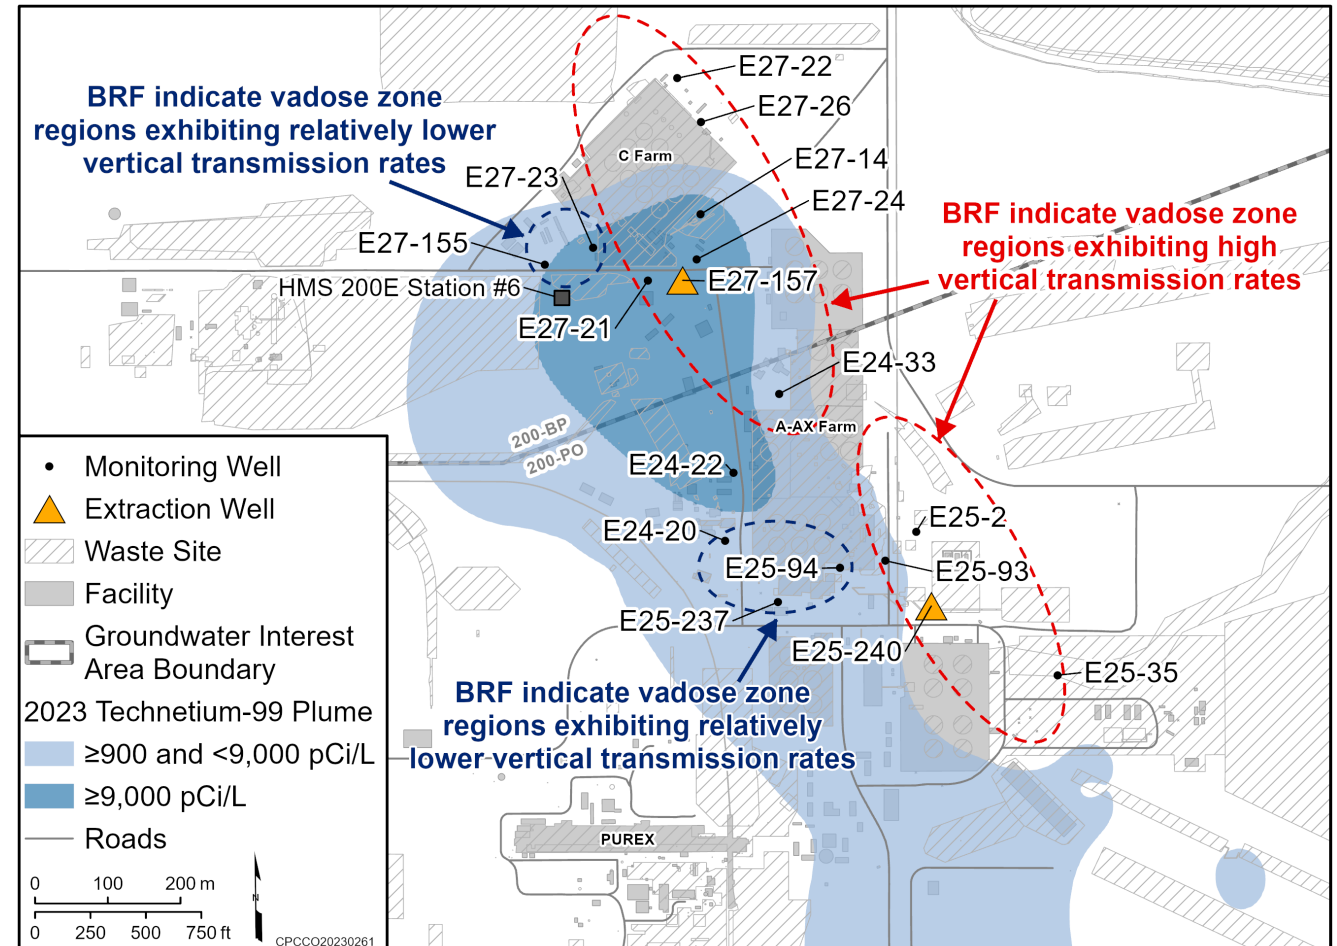 E27-22
BRF indicate vadose zone
regions exhibiting relatively lower
vertical transmission rates
E27-26
C Farm
E27-14
E27-23
E27-24
BRF indicate vadose zone
regions exhibiting high
vertical transmission rates
E27-155
HMS 200E Station #6
E27-157
E27-21
E24-33
A-AX Farm
200-BP
200-PO
E24-22
E25-2
E24-20
E25-94
E25-93
E25-237
E25-240
E25-35
BRF indicate vadose zone
regions exhibiting relatively
lower vertical transmission rates
PUREX
Monitoring Well
Extraction Well
Waste Site
Facility
Groundwater Interest
Area Boundary
2023 Technetium-99 Plume
≥900 and <9,000 pCi/L
≥9,000 pCi/L
Roads
0 100 200 m
0 250 500 750 ft
N
CPCCO20230261